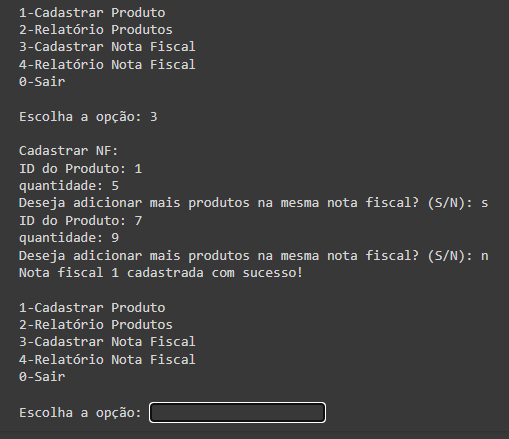 1-Cadastrar Produto
2-Relatório Produtos
3-Cadastrar Nota Fiscal
4-Relatório Nota Fiscal
0-Sair
Escolha a opção: 3
Cadastrar NF:
ID do Produto: 1
quantidade: 5
Deseja adicionar mais produtos na mesma nota fiscal? (S/N): s
ID do Produto: 7
quantidade: 9
Deseja adicionar mais produtos na mesma nota fiscal? (S/N): n
Nota fiscal 1 cadastrada com sucesso!
1-Cadastrar Produto
2-Relatório Produtos
3-Cadastrar Nota Fiscal
4-Relatório Nota Fiscal
0-Sair
Escolha a opção: